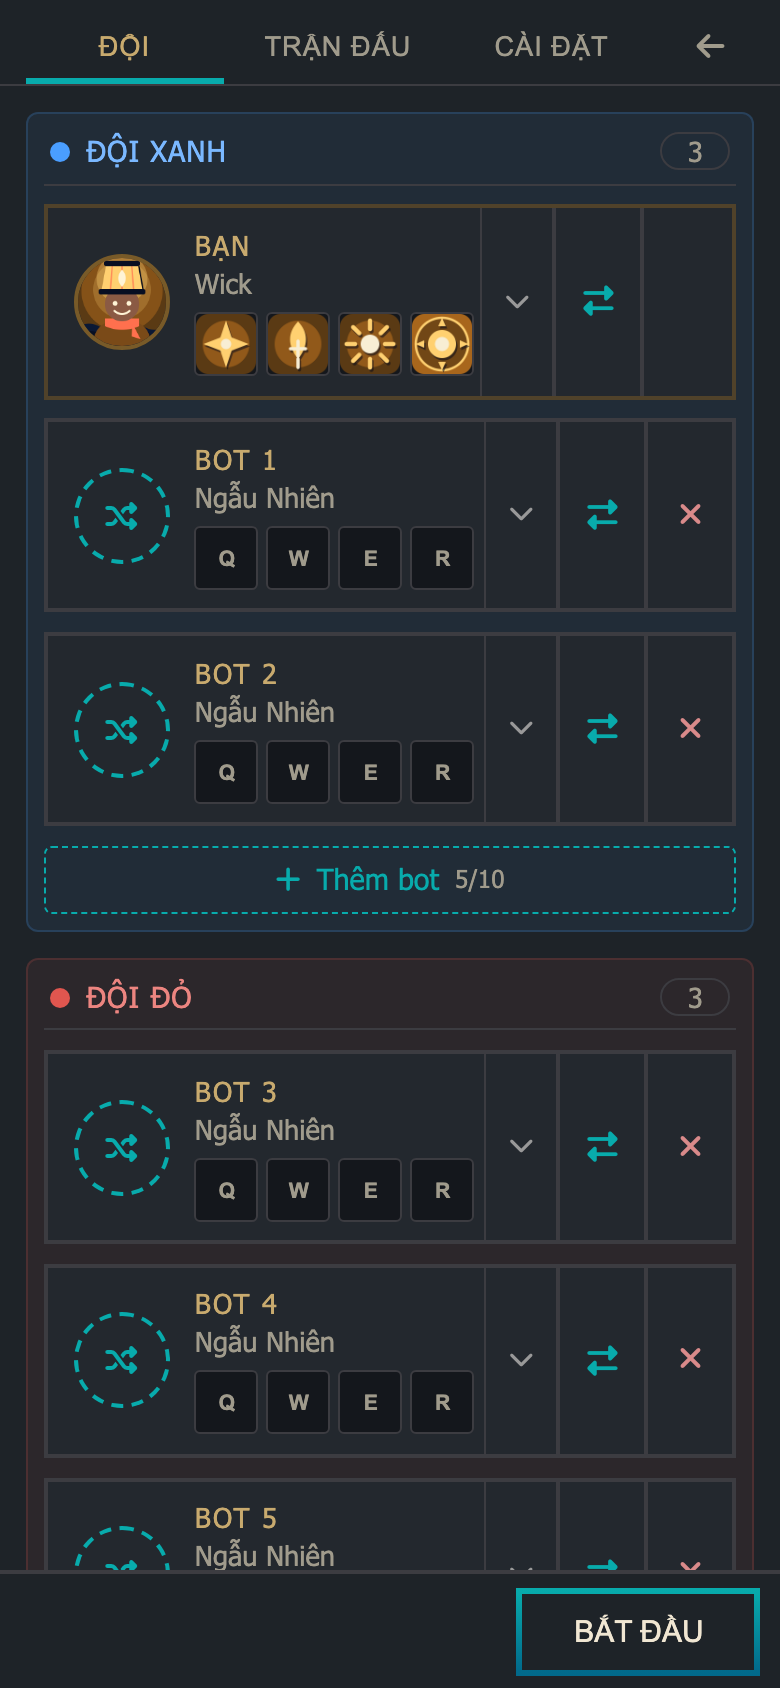 ĐỘI TRẬN ĐẤU CÀI ĐẶT
ĐỘI XANH 3
BẠN
Wick
BOT 1
Ngẫu Nhiên
Q W E R
BOT 2
Ngẫu Nhiên
Q W E R
Thêm bot 5/10
ĐỘI ĐỎ 3
BOT 3
Ngẫu Nhiên
Q W E R
BOT 4
Ngẫu Nhiên
Q W E R
BOT 5
Ngẫu Nhiên
BẮT ĐẦU